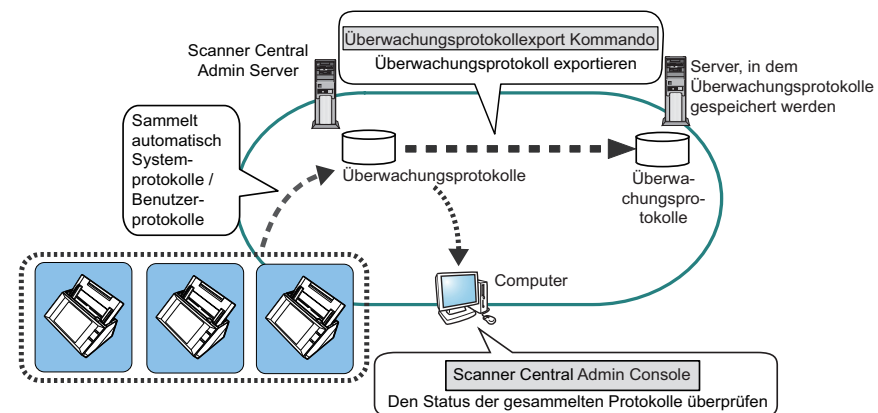 Überwachungsprotokollexport Kommando
Überwachungsprotokoll exportieren
Scanner Central
Admin Server
Server, in dem
Überwachungsprotokolle
gespeichert werden
Sammelt
automatisch
System-
protokolle /
Benutzer-
protokolle
Überwachungsprotokolle
Überwa-
chungspro-
tokolle
Computer
Scanner Central Admin Console
Den Status der gesammelten Protokolle überprüfen